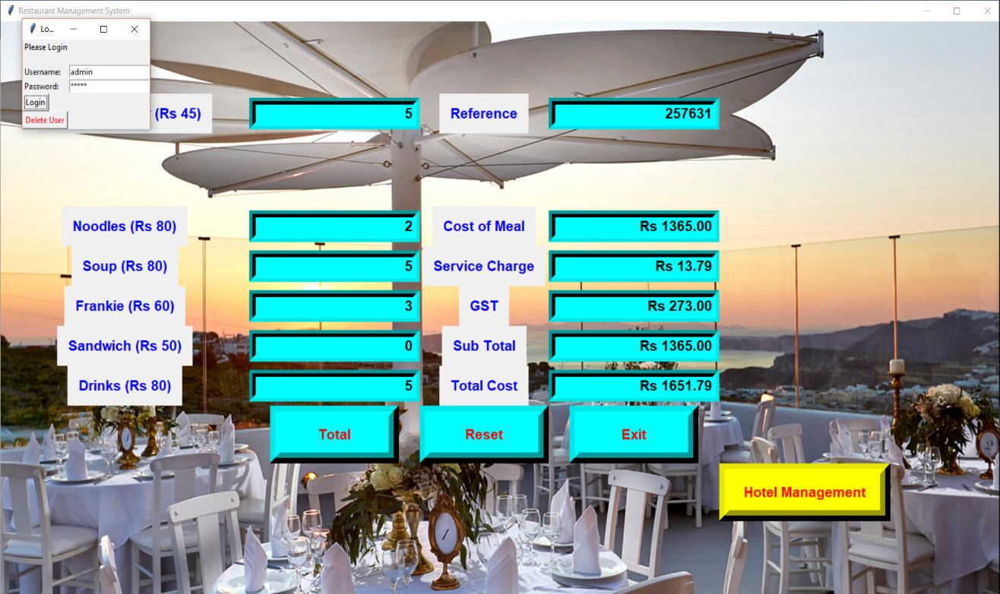 Restaurant Management System
Lo...
Please Login
Username: admin
Password: *****
Login
Delete User
(Rs 45) 5 Reference 257631
Noodles (Rs 80) 2 Cost of Meal Rs 1365.00
Soup (Rs 80) 5 Service Charge Rs 13.79
Frankie (Rs 60) 3 GST Rs 273.00
Sandwich (Rs 50) 0 Sub Total Rs 1365.00
Drinks (Rs 80) 5 Total Cost Rs 1651.79
Total Reset Exit
Hotel Management